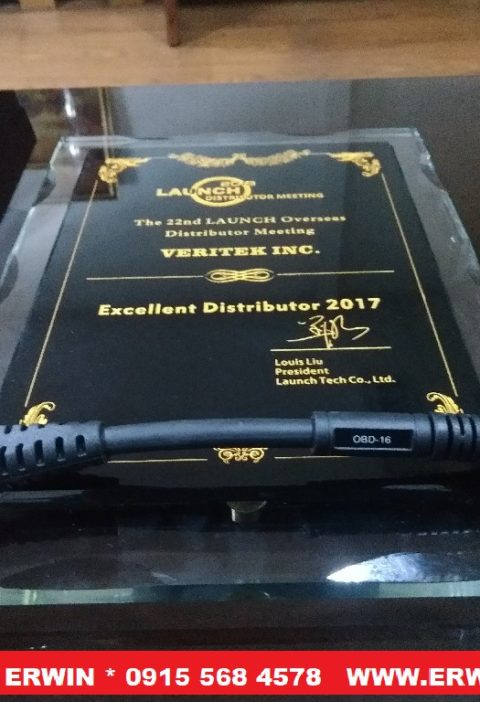 LAUNCH
DISTRIBUTOR MEETING
The 22nd LAUNCH Overseas
Distributor Meeting
VERITEK INC.
Excellent Distributor 2017
Louis Liu
President
Launch Tech Co., Ltd.
OBD-16
ERWIN * 0915 568 4578 WWW.ERW